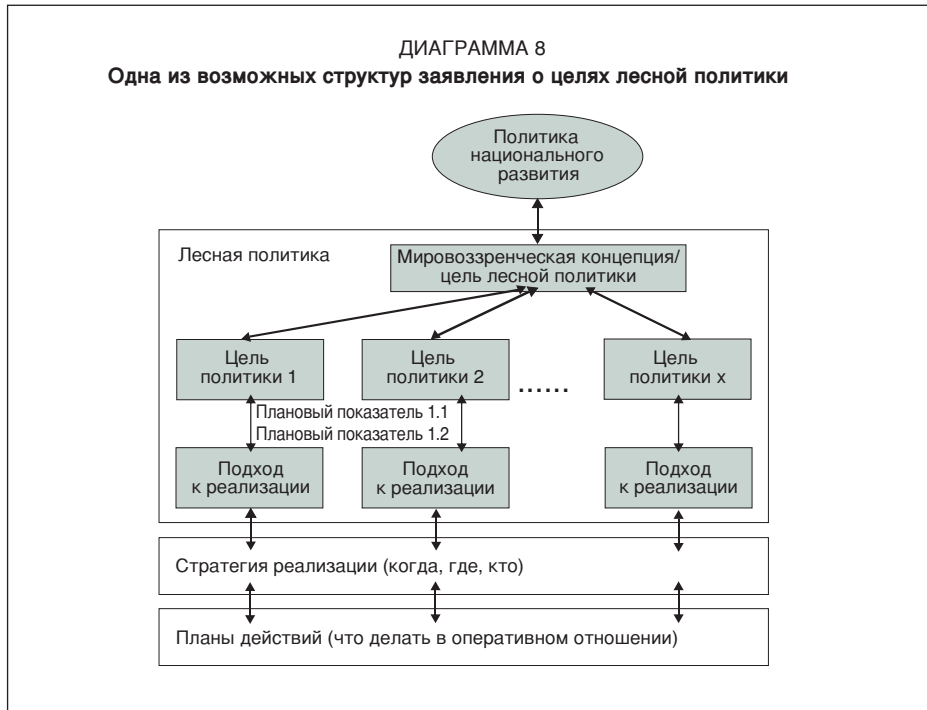 ДИАГРАММА 8
Одна из возможных структур заявления о целях лесной политики
Политика
национального
развития
Лесная политика
Мировоззренческая концепция/
цель лесной политики
Цель
политики 1
Цель
политики 2
......
Цель
политики x
Плановый показатель 1.1
Плановый показатель 1.2
Подход
к реализации
Подход
к реализации
Подход
к реализации
Стратегия реализации (когда, где, кто)
Планы действий (что делать в оперативном отношении)